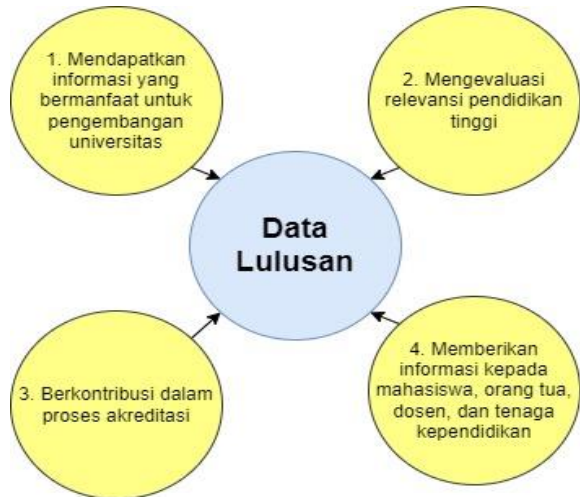 1. Mendapatkan
informasi yang
bermanfaat untuk
pengembangan
universitas
2. Mengevaluasi
relevansi pendidikan
tinggi
Data
Lulusan
3. Berkontribusi dalam
proses akreditasi
4. Memberikan
informasi kepada
mahasiswa, orang tua,
dosen, dan tenaga
kependidikan